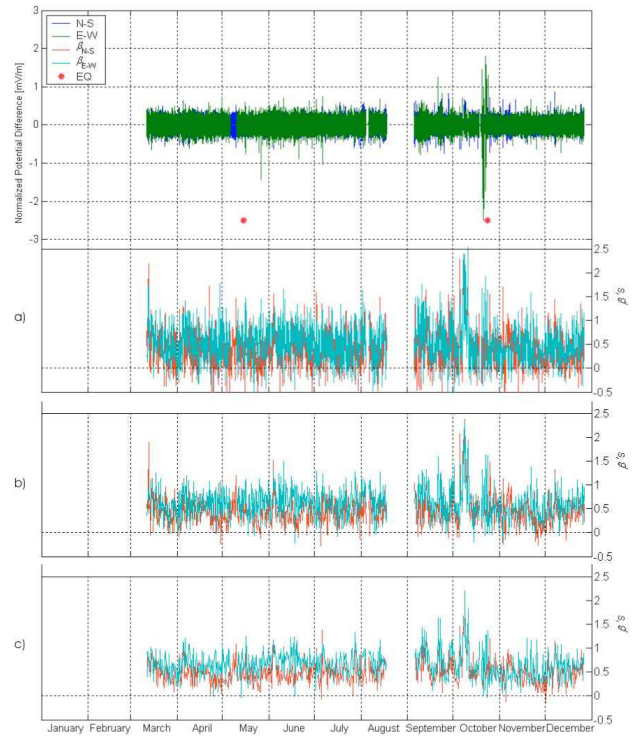 3
2
1
0
-1
-2
-3
Normalized Potential Difference [mV/m]
N-S
E-W
β_N-S
β_E-W
EQ
a)
2.5
2
1.5
1
0.5
0
-0.5
β,s
b)
2.5
2
1.5
1
0.5
0
-0.5
β,s
c)
2.5
2
1.5
1
0.5
0
-0.5
β,s
January February March April May June July August September October November December